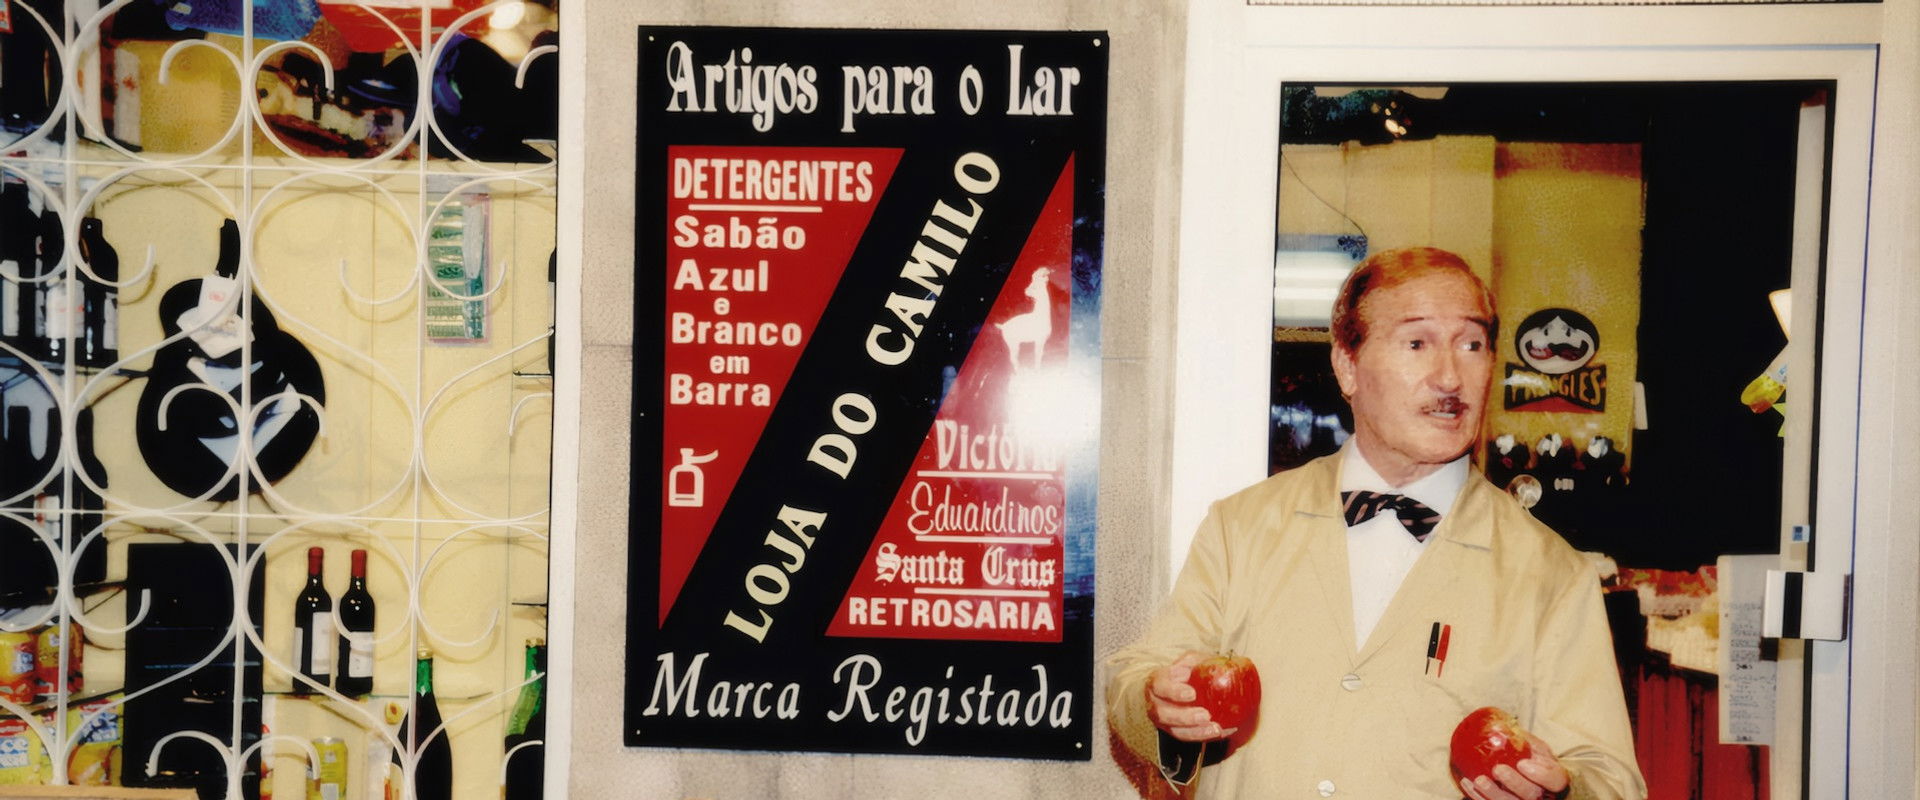 Artigos para o Lar
DETERGENTES
Sabão
Azul
e
Branco
em
Barra
LOJA DO CAMILO
Victória
Eduardinos
Santa Crus
RETROSARIA
Marca Registada
PRINGLES